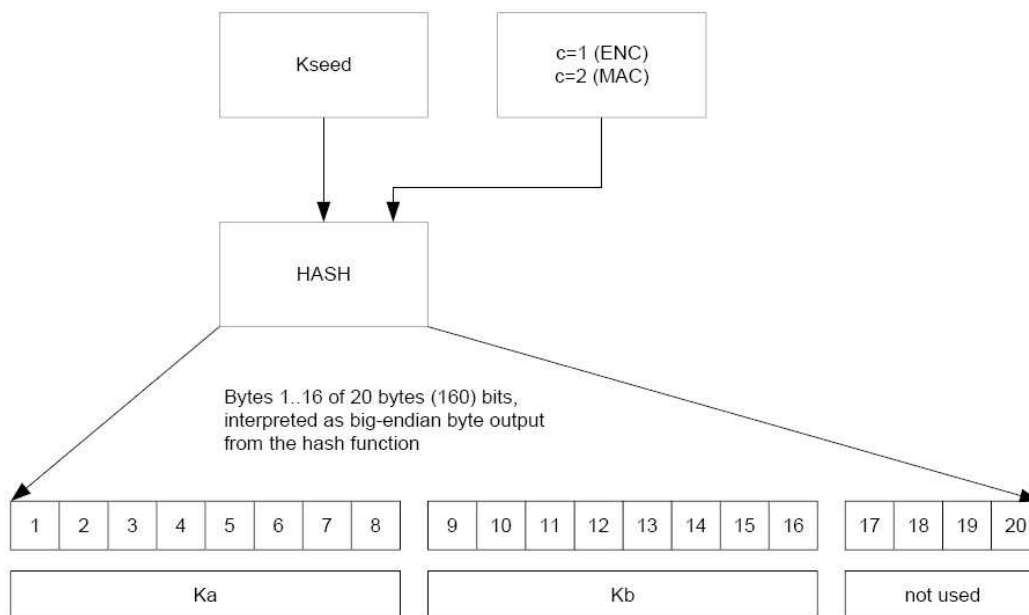 Kseed
c=1 (ENC)
c=2 (MAC)
HASH
Bytes 1..16 of 20 bytes (160) bits,
interpreted as big-endian byte output
from the hash function
1 2 3 4 5 6 7 8 9 10 11 12 13 14 15 16 17 18 19 20
Ka Kb not used